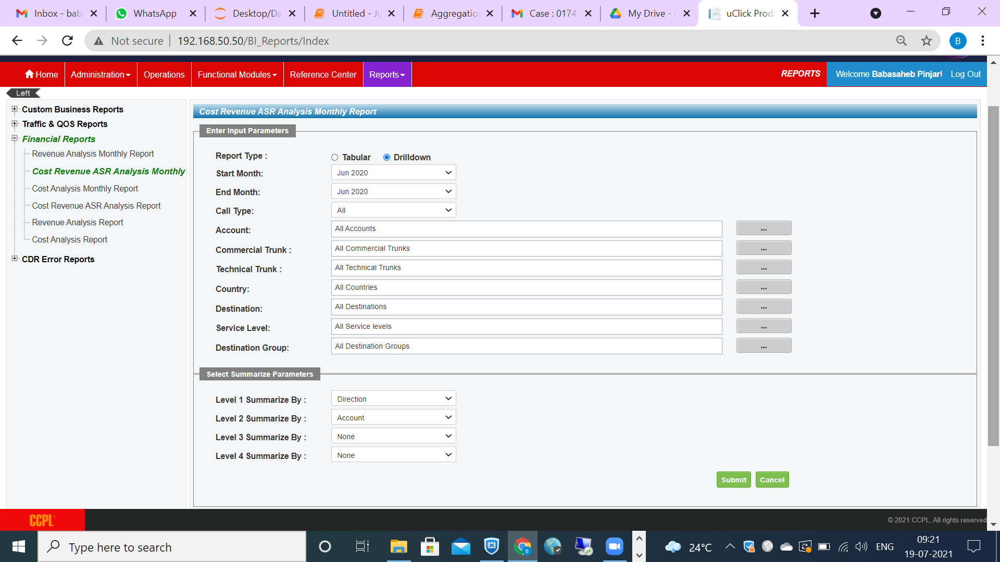 Inbox - bab
WhatsApp
Desktop/Da
Untitled - Ju
Aggregation
Case : 0174
My Drive -
uClick Prod
Not secure 192.168.50.50/BI_Reports/Index
B
Home Administration Operations Functional Modules Reference Center Reports REPORTS Welcome Babasaheb Pinjar! Log Out
Left
Custom Business Reports
Traffic & QOS Reports
Financial Reports
Revenue Analysis Monthly Report
Cost Revenue ASR Analysis Monthly
Cost Analysis Monthly Report
Cost Revenue ASR Analysis Report
Revenue Analysis Report
Cost Analysis Report
CDR Error Reports
Cost Revenue ASR Analysis Monthly Report
Enter Input Parameters
Report Type : Tabular Drilldown
Start Month: Jun 2020
End Month: Jun 2020
Call Type: All
Account: All Accounts ...
Commercial Trunk : All Commercial Trunks ...
Technical Trunk : All Technical Trunks ...
Country: All Countries ...
Destination: All Destinations ...
Service Level: All Service levels ...
Destination Group: All Destination Groups ...
Select Summarize Parameters
Level 1 Summarize By : Direction
Level 2 Summarize By : Account
Level 3 Summarize By : None
Level 4 Summarize By : None
Submit Cancel
CCPL
© 2021 CCPL, All rights reserved
Type here to search
B
24°C
ENG
09:21
19-07-2021